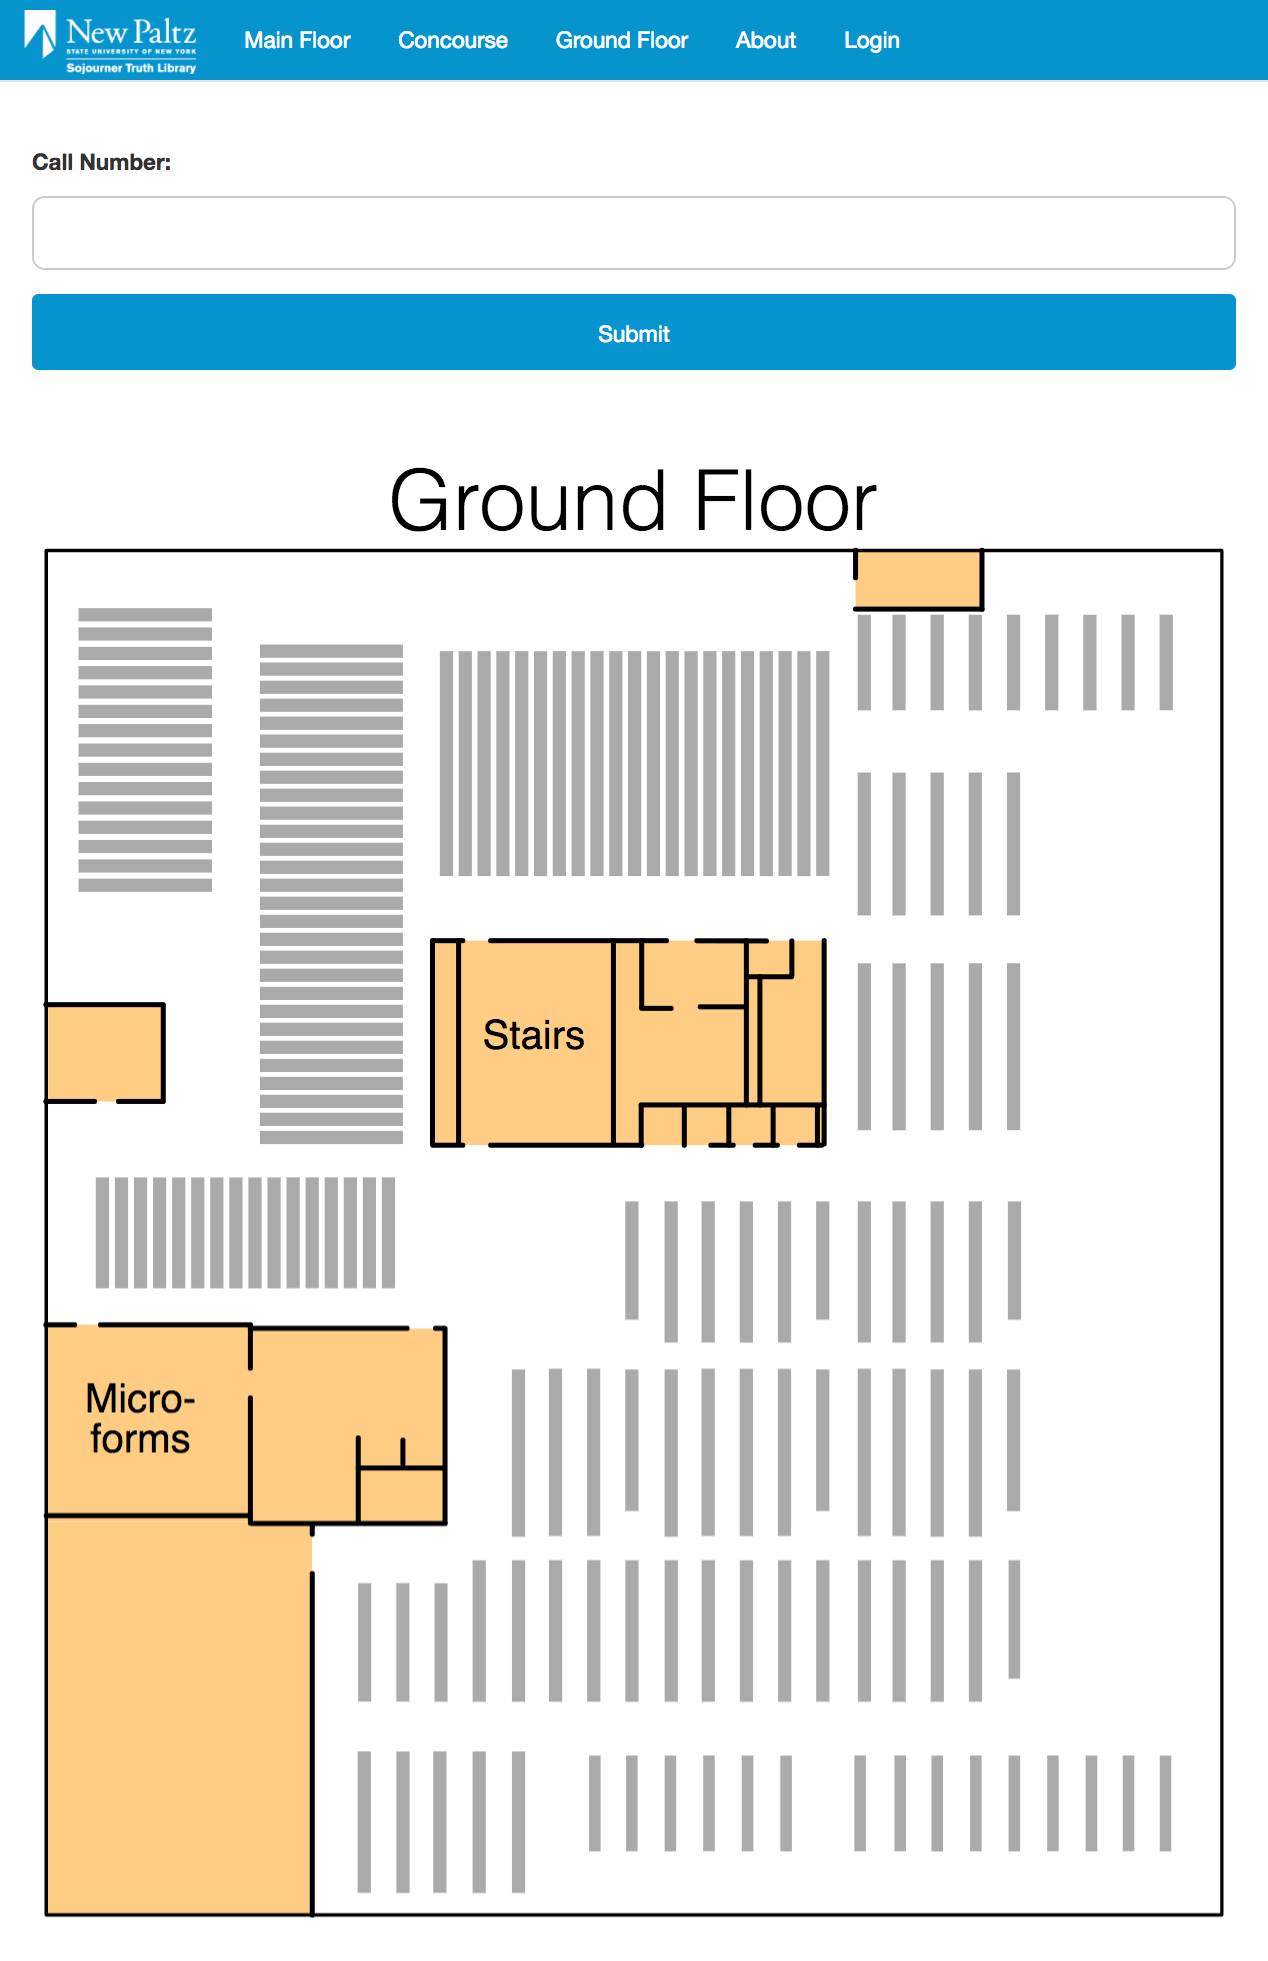 New Paltz
STATE UNIVERSITY OF NEW YORK
Sojourner Truth Library
Main Floor Concourse Ground Floor About Login
Call Number:
Submit
Ground Floor
Stairs
Micro-
forms